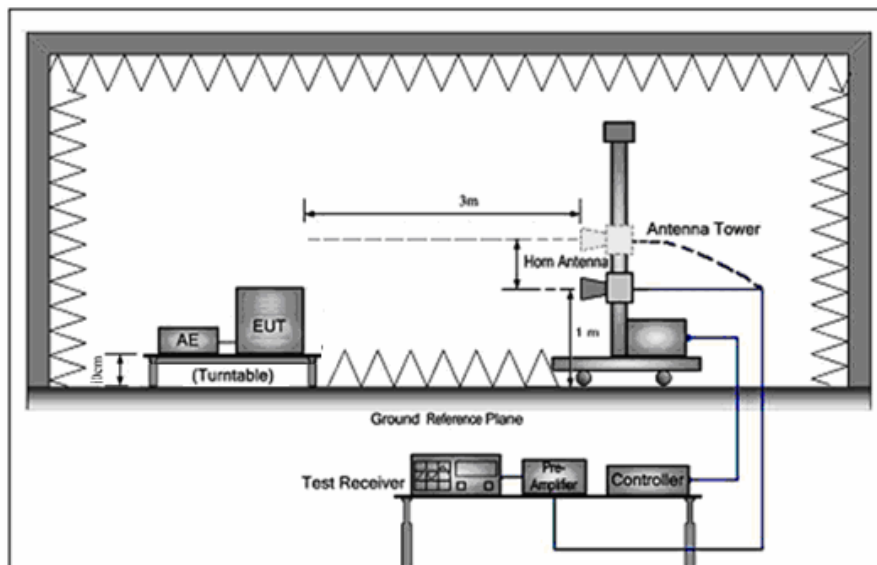 3m
Antenna Tower
Horn Antenna
1 m
AE
EUT
(Turntable)
Ground Reference Plane
Test Receiver
Pre-
Amplifier
Controller